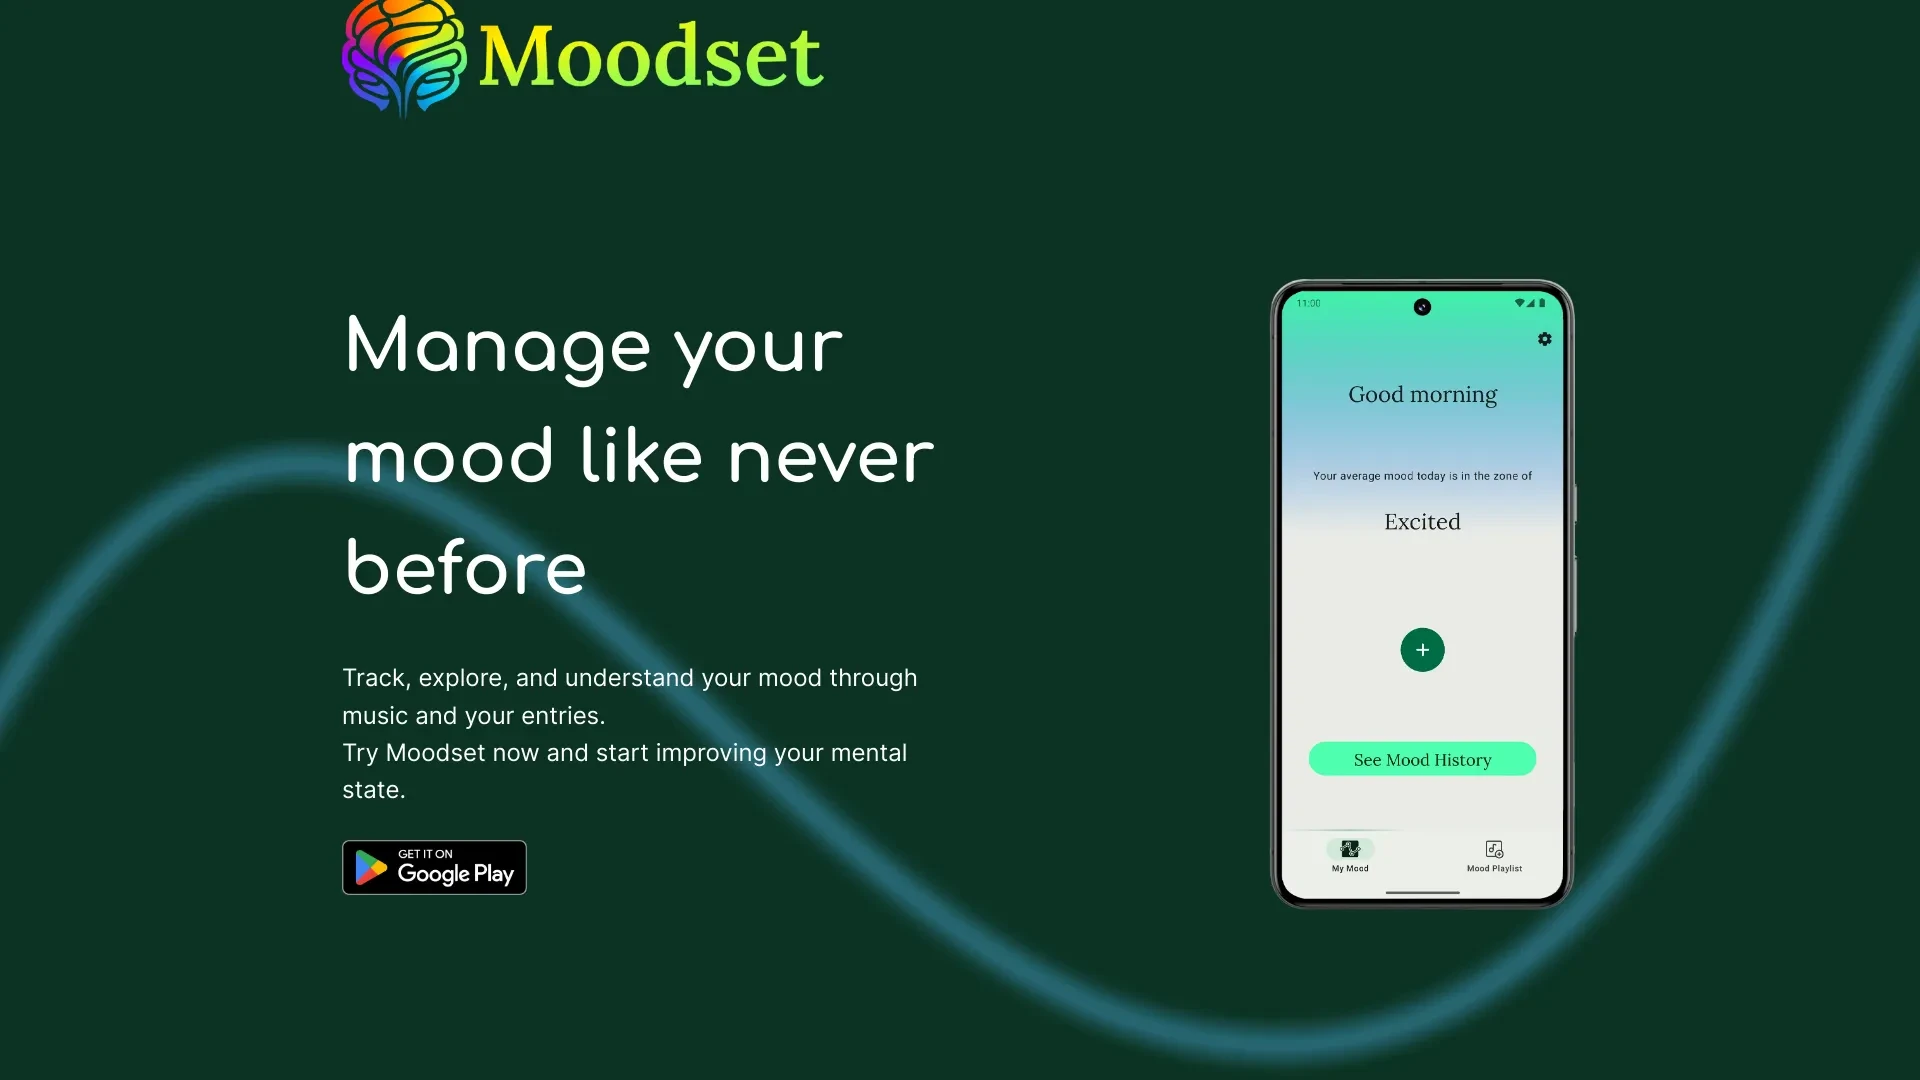 Moodset
Manage your
mood like never
before
Track, explore, and understand your mood through
music and your entries.
Try Moodset now and start improving your mental
state.
GET IT ON
Google Play
11:00
Good morning
Your average mood today is in the zone of
Excited
+
See Mood History
My Mood
Mood Playlist